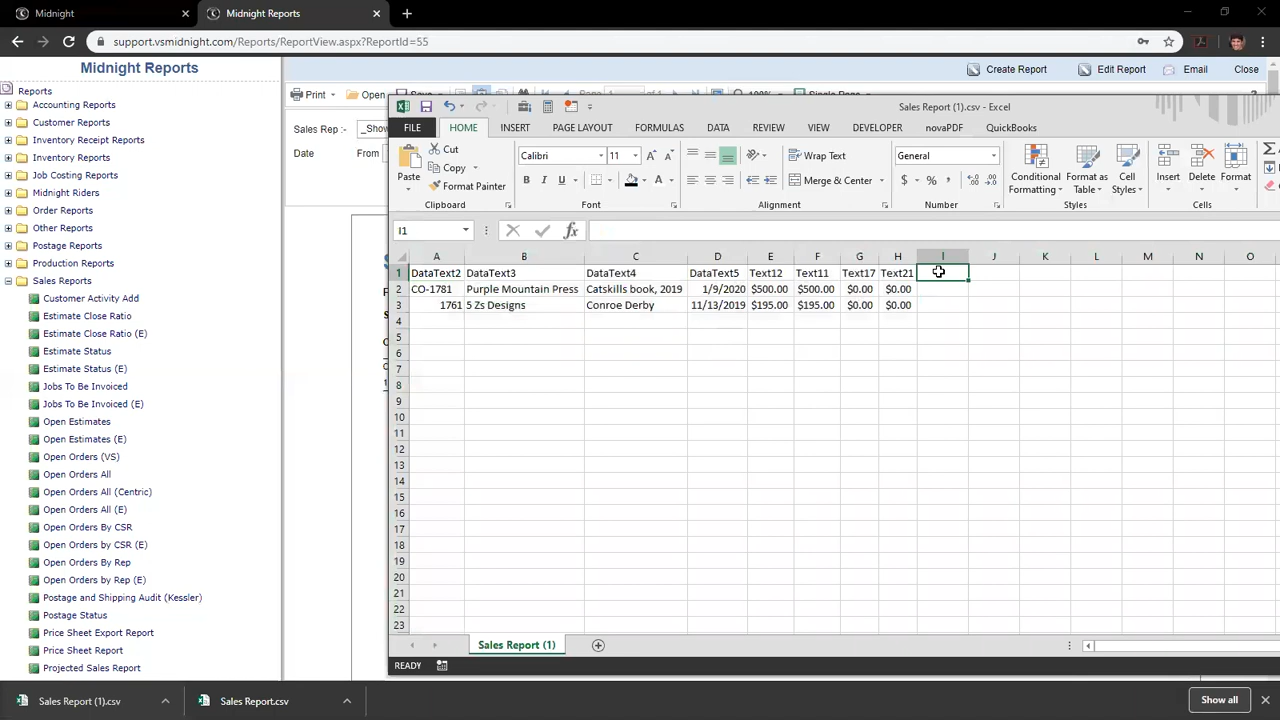 Midnight
Midnight Reports
support.vsmidnight.com/Reports/ReportView.aspx?ReportId=55
Midnight Reports
Create Report
Edit Report
Email
Close
Reports
Accounting Reports
Customer Reports
Inventory Receipt Reports
Inventory Reports
Job Costing Reports
Midnight Riders
Order Reports
Other Reports
Postage Reports
Production Reports
Sales Reports
Customer Activity Add
Estimate Close Ratio
Estimate Close Ratio (E)
Estimate Status
Estimate Status (E)
Jobs To Be Invoiced
Jobs To Be Invoiced (E)
Open Estimates
Open Estimates (E)
Open Orders (VS)
Open Orders All
Open Orders All (Centric)
Open Orders All (E)
Open Orders By CSR
Open Orders by CSR (E)
Open Orders By Rep
Open Orders by Rep (E)
Postage and Shipping Audit (Kessler)
Postage Status
Price Sheet Export Report
Price Sheet Report
Projected Sales Report
Print
Open
Sales Rep :-
_Show
Date
From
Sales Report (1).csv - Excel
FILE HOME INSERT PAGE LAYOUT FORMULAS DATA REVIEW VIEW DEVELOPER novaPDF QuickBooks
Paste
Cut
Copy
Format Painter
Clipboard
Calibri 11
B I U
Font
Wrap Text
Merge & Center
Alignment
General
$ % ,
Number
Conditional Formatting
Format as Table
Cell Styles
Styles
Insert
Delete
Format
Cells
I1
fx
A B C D E F G H I J K L M N O
1 DataText2 DataText3 DataText4 DataText5 Text12 Text11 Text17 Text21
2 CO-1781 Purple Mountain Press Catskills book, 2019 1/9/2020 $500.00 $500.00 $0.00 $0.00
3 1761 5 Zs Designs Conroe Derby 11/13/2019 $195.00 $195.00 $0.00 $0.00
4
5
6
7
8
9
10
11
12
13
14
15
16
17
18
19
20
21
22
23
Sales Report (1)
READY
Sales Report (1).csv
Sales Report.csv
Show all